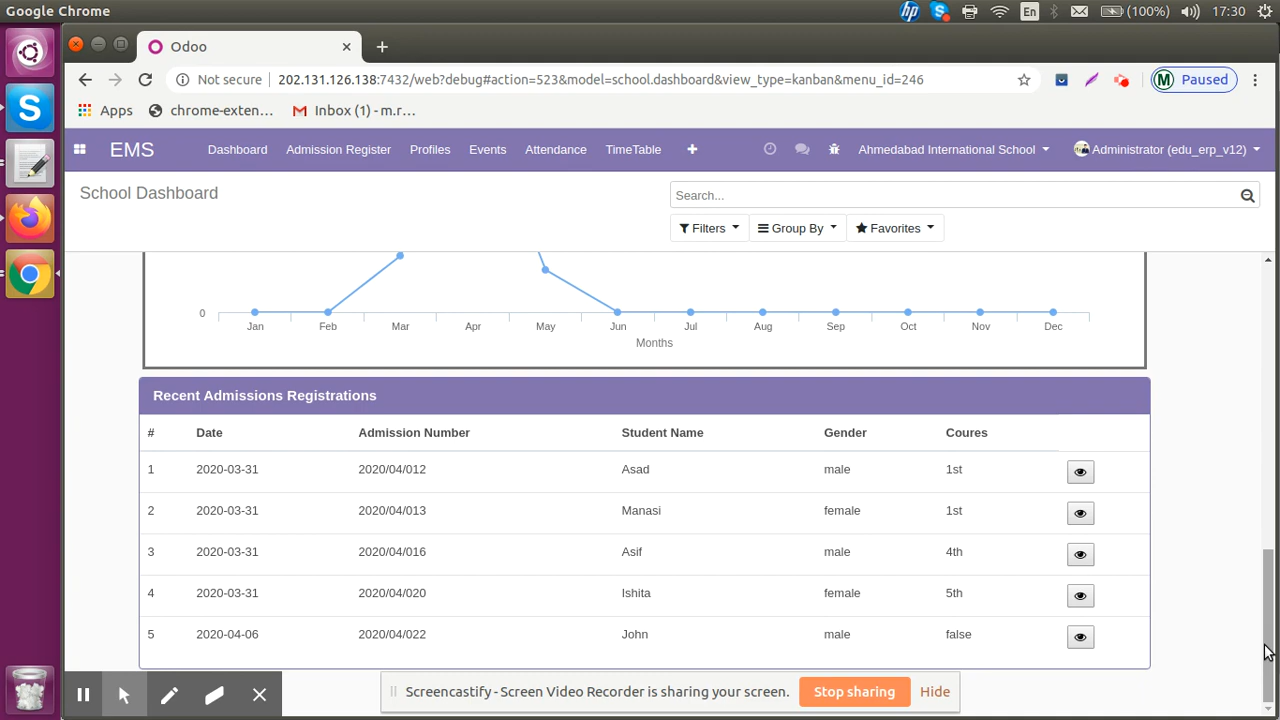 Google Chrome
En
(100%)
17:30
Odoo
Not secure
202.131.126.138:7432/web?debug#action=523&model=school.dashboard&view_type=kanban&menu_id=246
M
Paused
Apps
chrome-exten...
Inbox (1) - m.r...
EMS
Dashboard
Admission Register
Profiles
Events
Attendance
TimeTable
Ahmedabad International School
Administrator (edu_erp_v12)
School Dashboard
Search...
Filters
Group By
Favorites
0
Jan Feb Mar Apr May Jun Jul Aug Sep Oct Nov Dec
Months
Recent Admissions Registrations
# Date Admission Number Student Name Gender Coures
1 2020-03-31 2020/04/012 Asad male 1st
2 2020-03-31 2020/04/013 Manasi female 1st
3 2020-03-31 2020/04/016 Asif male 4th
4 2020-03-31 2020/04/020 Ishita female 5th
5 2020-04-06 2020/04/022 John male false
Screencastify - Screen Video Recorder is sharing your screen.
Stop sharing
Hide